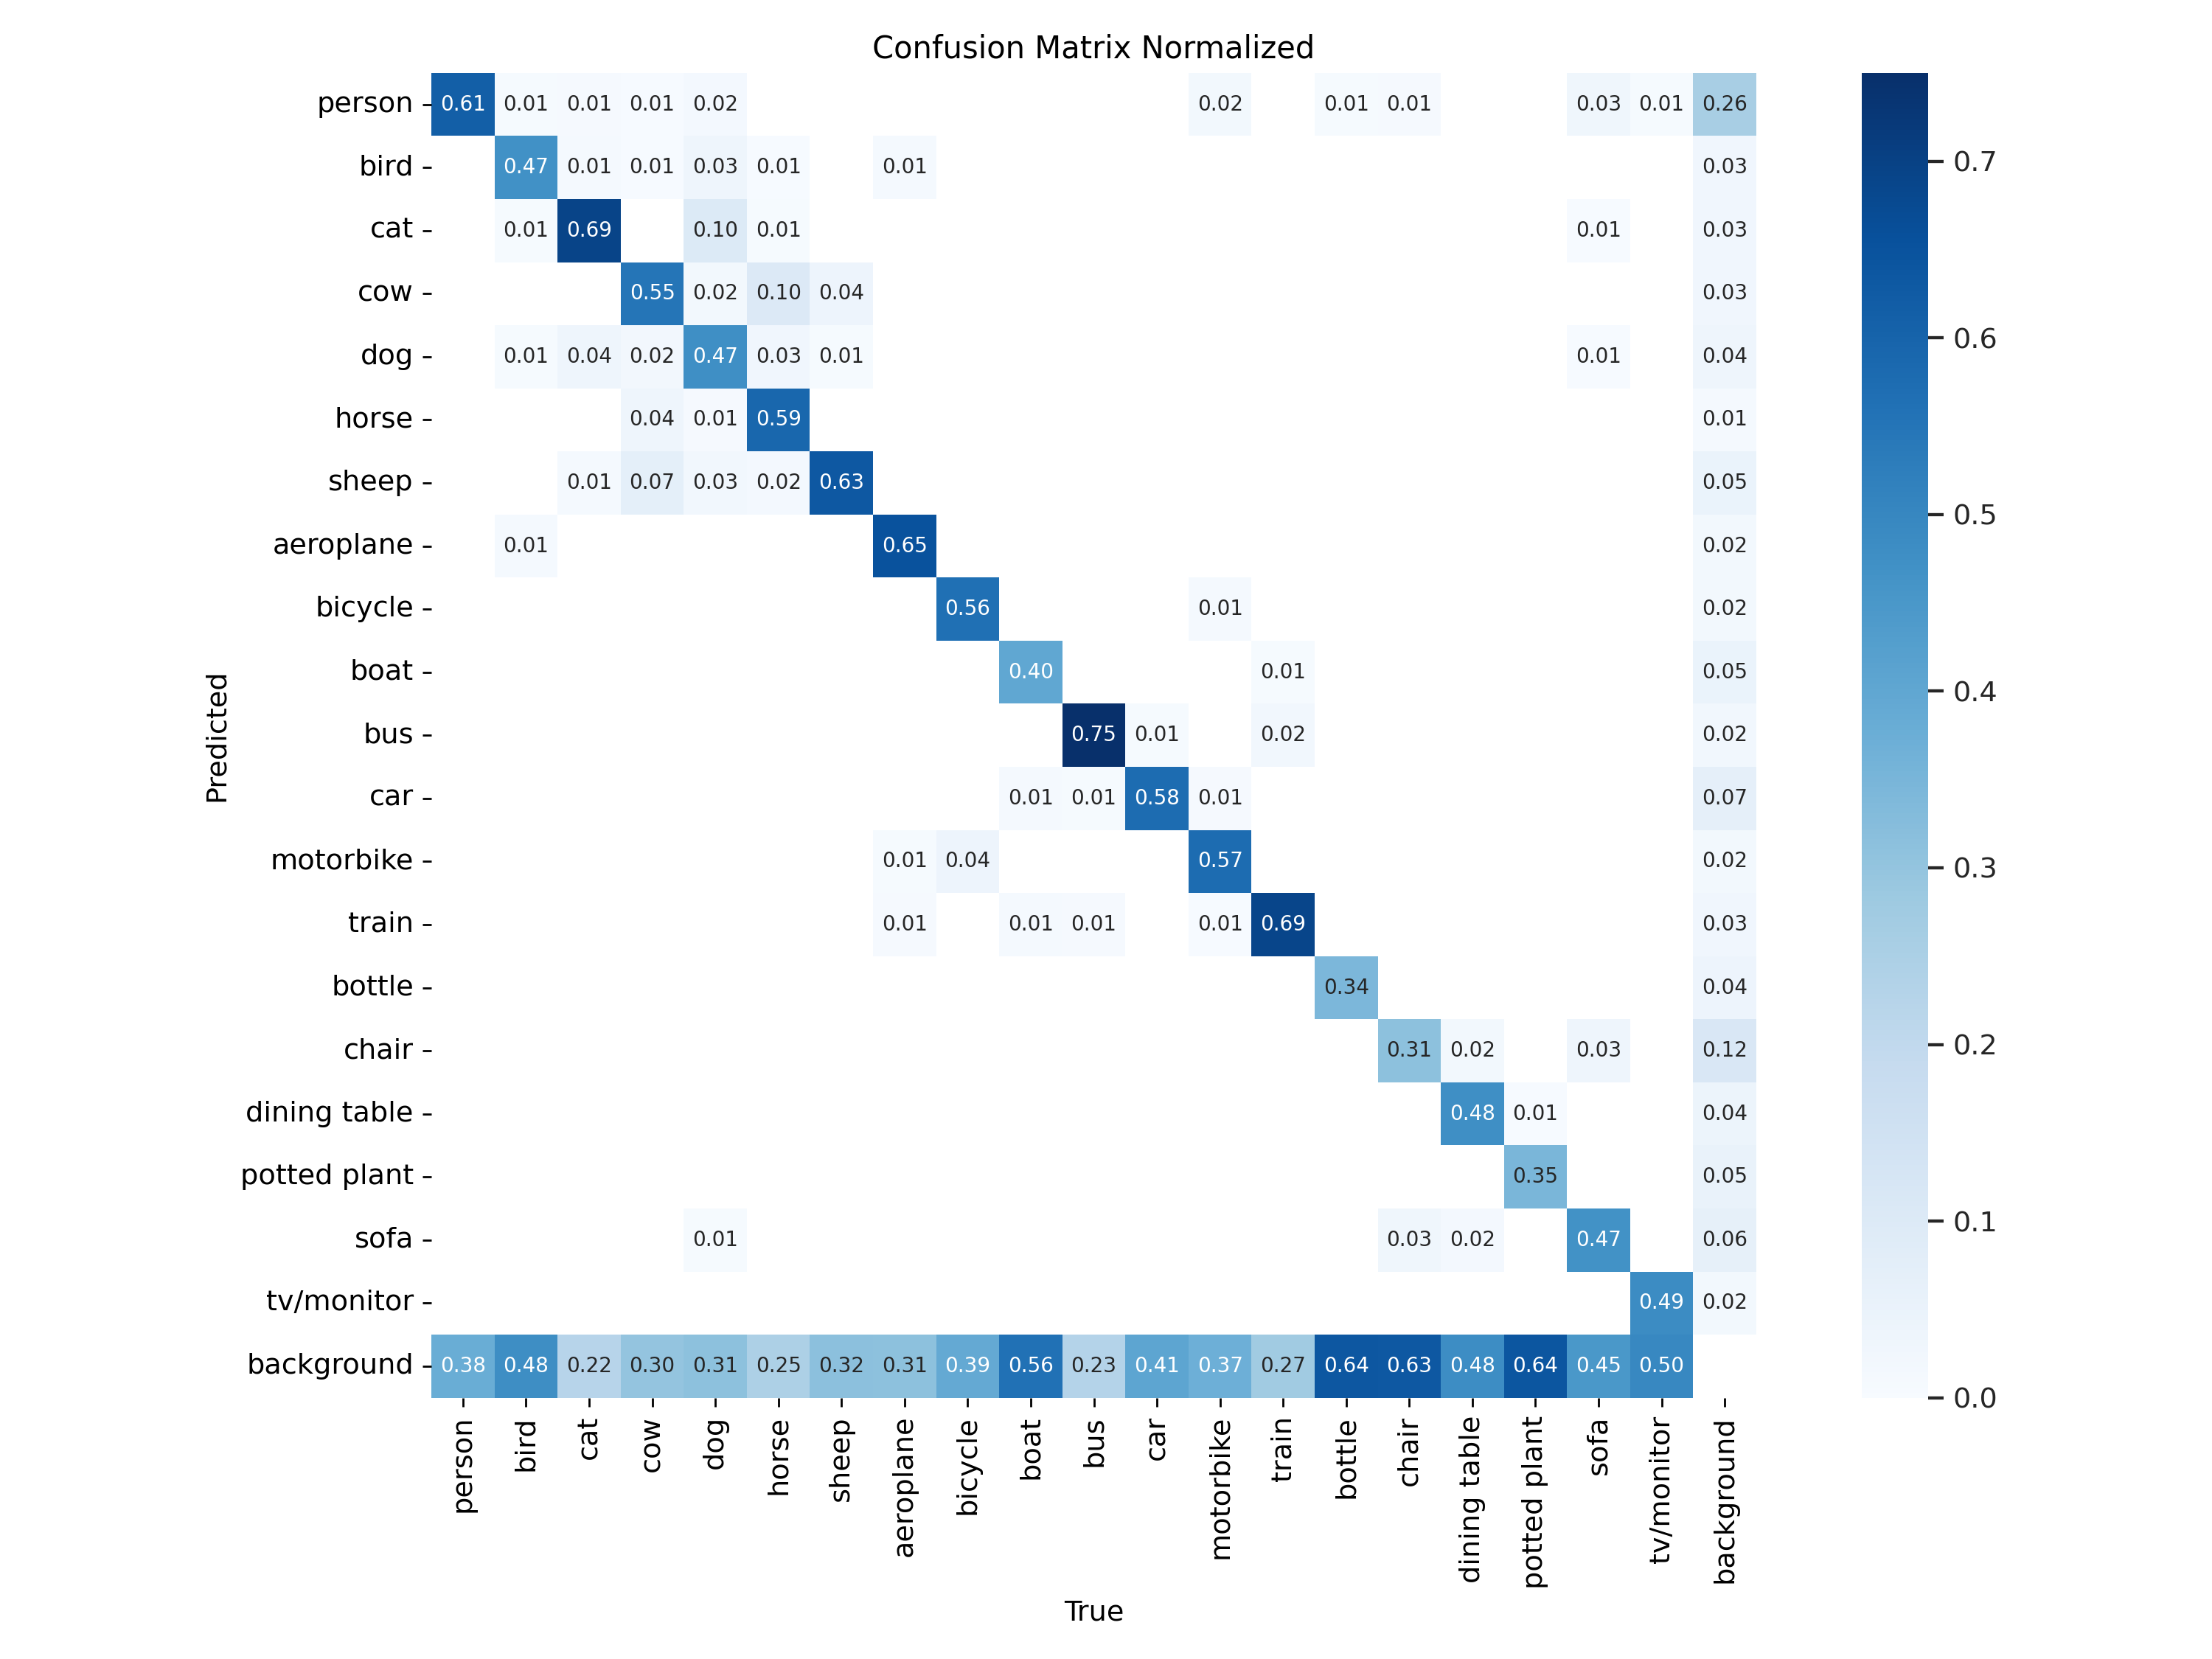 Confusion Matrix Normalized
person 0.61 0.01 0.01 0.01 0.02 0.02 0.01 0.01 0.03 0.01 0.26
bird 0.47 0.01 0.01 0.03 0.01 0.01 0.03
cat 0.01 0.69 0.10 0.01 0.01 0.03
cow 0.55 0.02 0.10 0.04 0.03
dog 0.01 0.04 0.02 0.47 0.03 0.01 0.01 0.04
horse 0.04 0.01 0.59 0.01
sheep 0.01 0.07 0.03 0.02 0.63 0.05
aeroplane 0.01 0.65 0.02
bicycle 0.56 0.01 0.02
boat 0.40 0.01 0.05
bus 0.75 0.01 0.02 0.02
car 0.01 0.01 0.58 0.01 0.07
motorbike 0.01 0.04 0.57 0.02
train 0.01 0.01 0.01 0.01 0.69 0.03
bottle 0.34 0.04
chair 0.31 0.02 0.03 0.12
dining table 0.48 0.01 0.04
potted plant 0.35 0.05
sofa 0.01 0.03 0.02 0.47 0.06
tv/monitor 0.49 0.02
background 0.38 0.48 0.22 0.30 0.31 0.25 0.32 0.31 0.39 0.56 0.23 0.41 0.37 0.27 0.64 0.63 0.48 0.64 0.45 0.50
person bird cat cow dog horse sheep aeroplane bicycle boat bus car motorbike train bottle chair dining table potted plant sofa tv/monitor background
True
Predicted
0.7
0.6
0.5
0.4
0.3
0.2
0.1
0.0